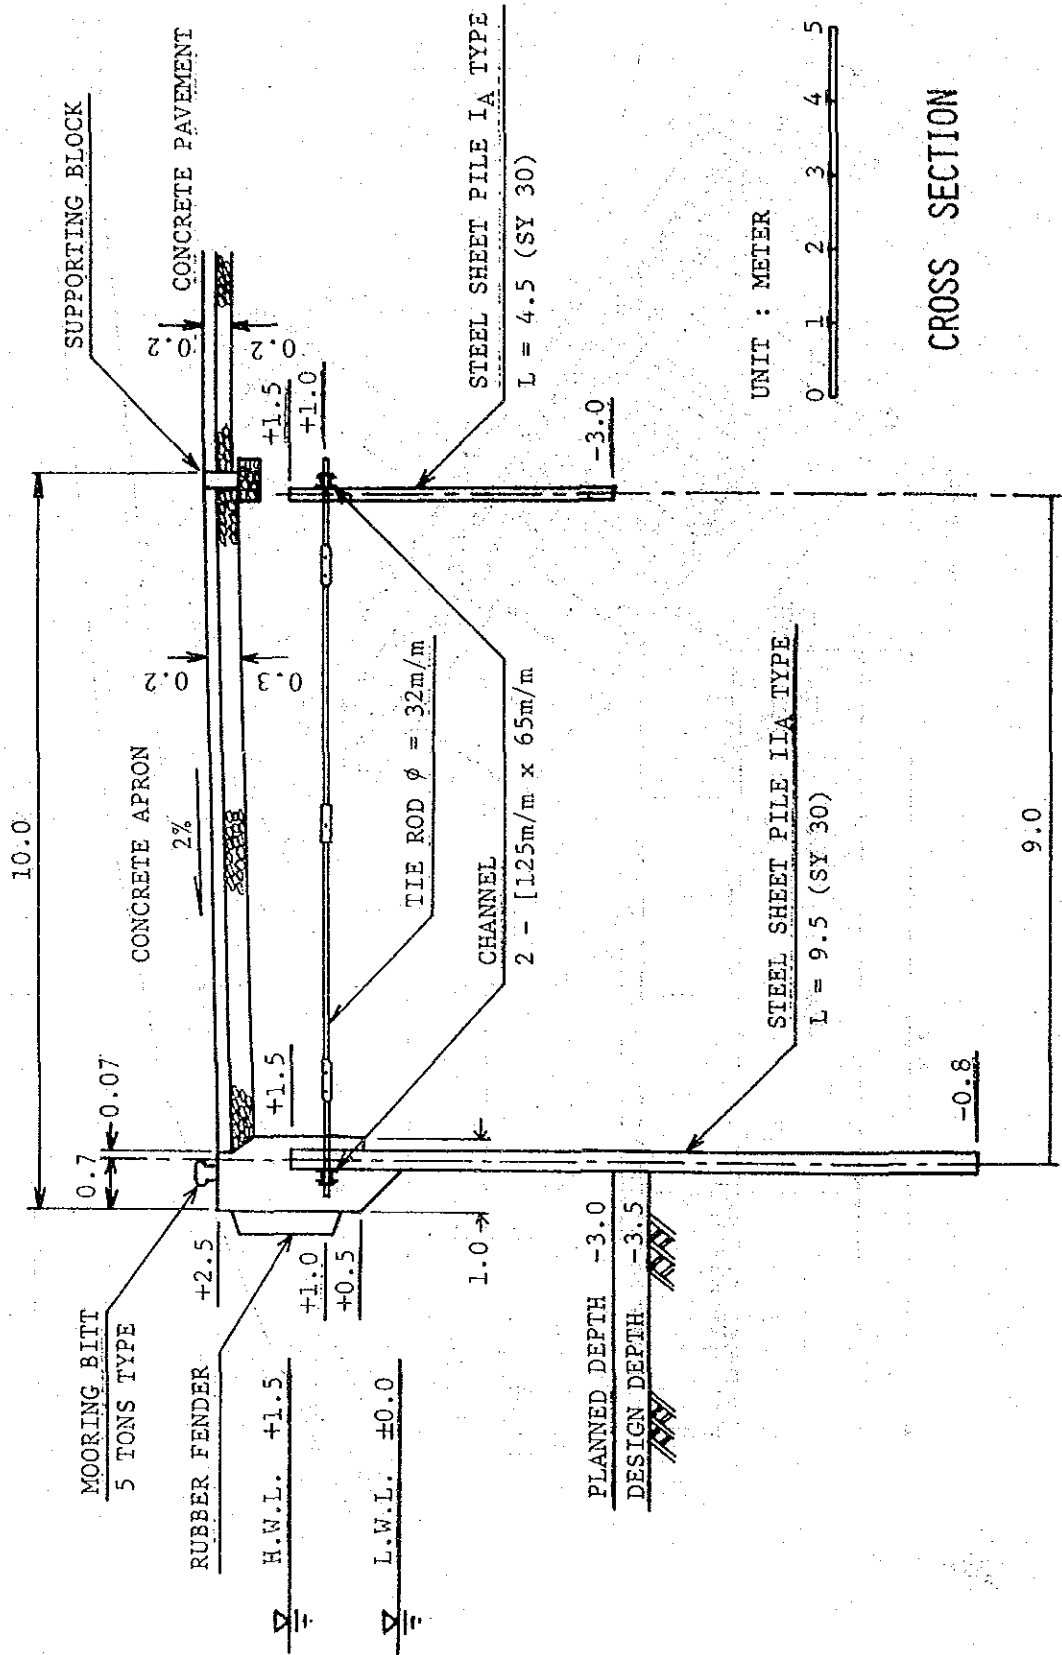 10.0
0.7
0.07
MOORING BITT
5 TONS TYPE
RUBBER FENDER
H.W.L. +1.5
L.W.L. ±0.0
+2.5
+1.0
+0.5
1.0
+1.5
CONCRETE APRON
2%
0.2
0.3
SUPPORTING BLOCK
CONCRETE PAVEMENT
0.2
0.2
+1.5
+1.0
TIE ROD ø = 32m/m
CHANNEL
2 - [125m/m x 65m/m
STEEL SHEET PILE IA TYPE
L = 4.5 (SY 30)
-3.0
PLANNED DEPTH -3.0
DESIGN DEPTH -3.5
STEEL SHEET PILE IIA TYPE
L = 9.5 (SY 30)
-0.8
9.0
UNIT : METER
0 1 2 3 4 5
CROSS SECTION